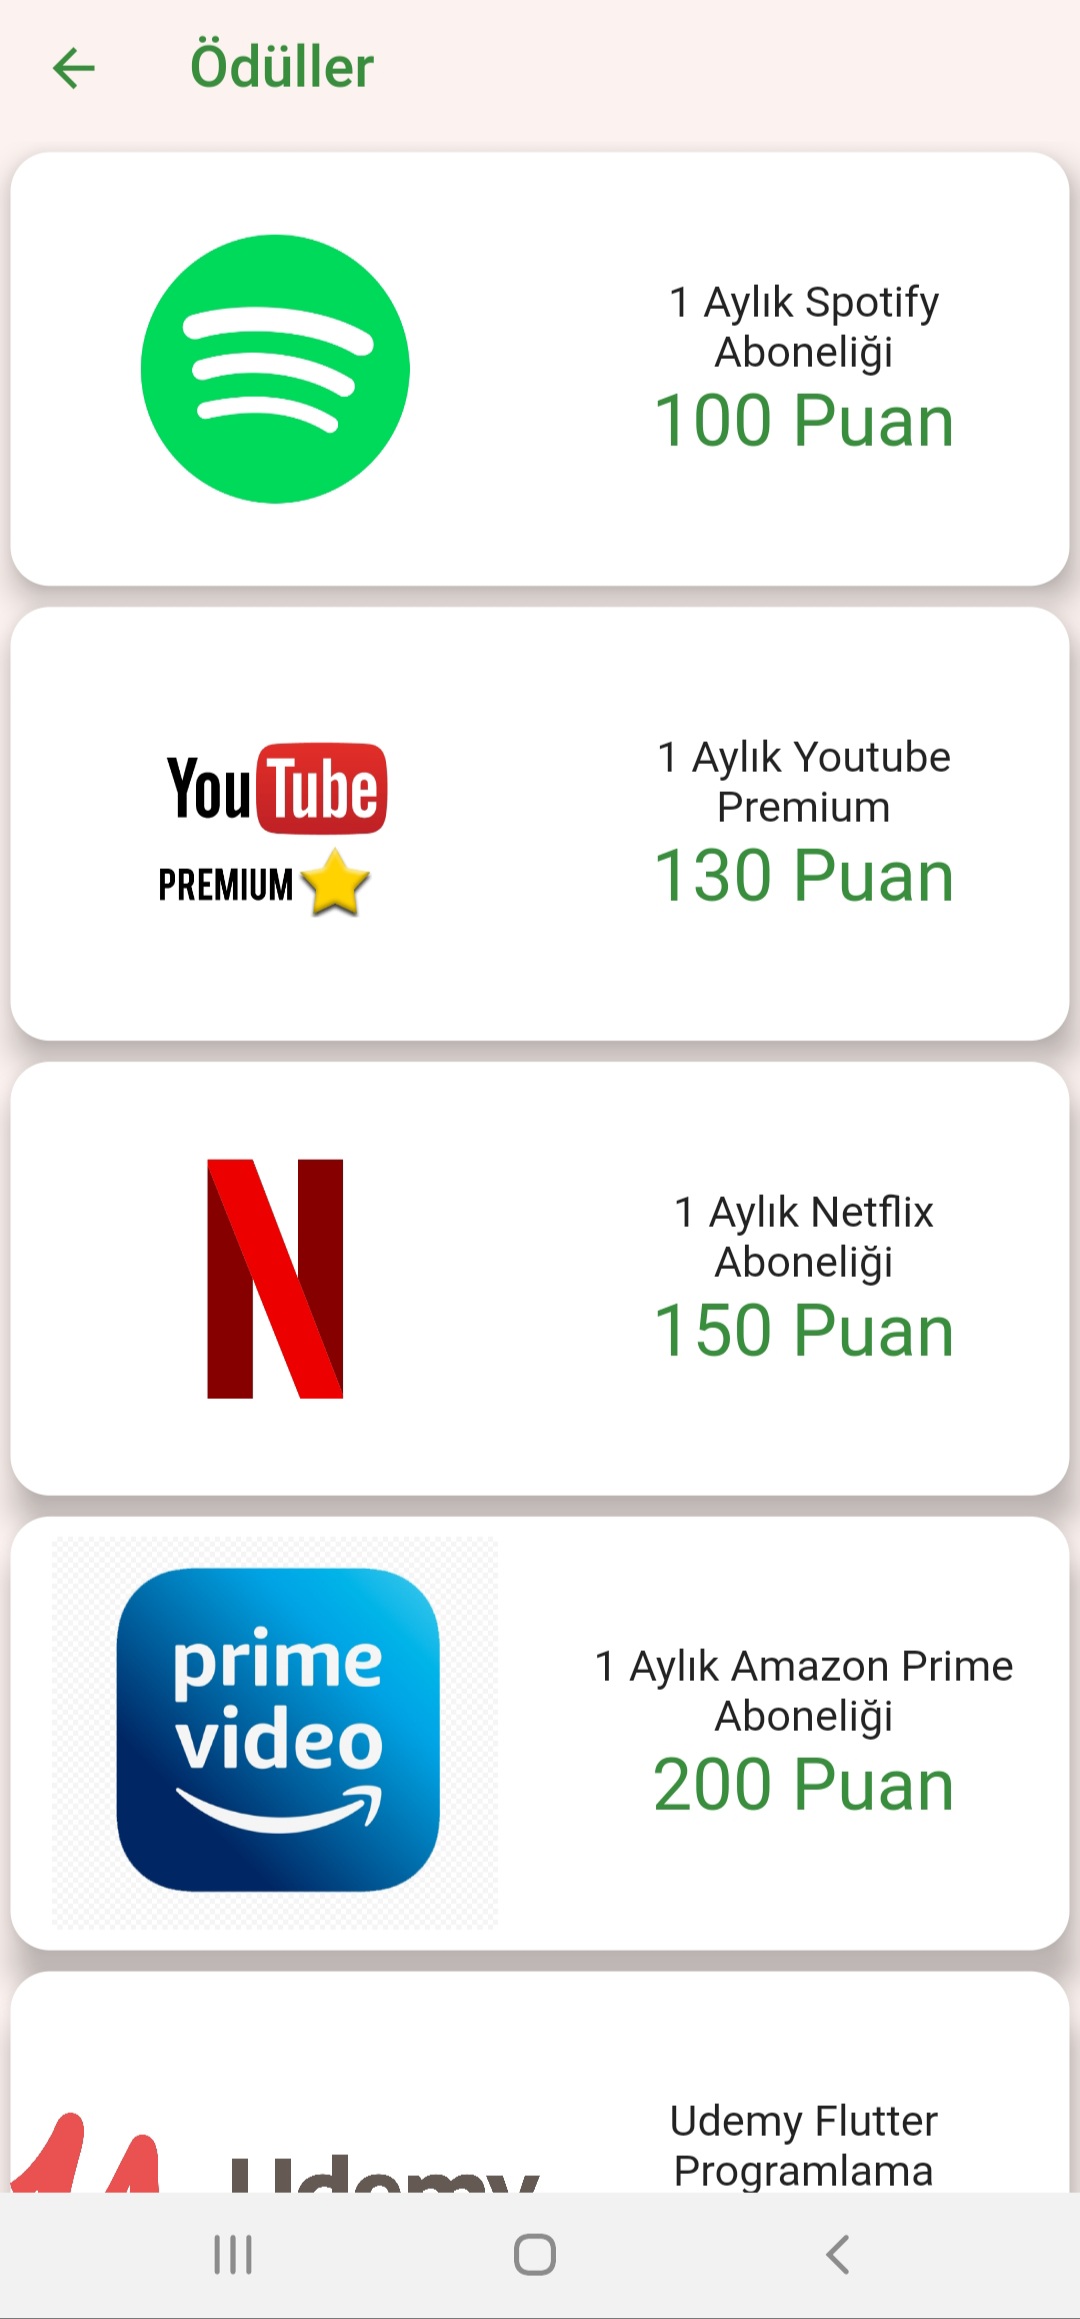 Ödüller
1 Aylık Spotify
Aboneliği
100 Puan
YouTube
PREMIUM
1 Aylık Youtube
Premium
130 Puan
1 Aylık Netflix
Aboneliği
150 Puan
prime
video
1 Aylık Amazon Prime
Aboneliği
200 Puan
Udemy
Udemy Flutter
Programlama